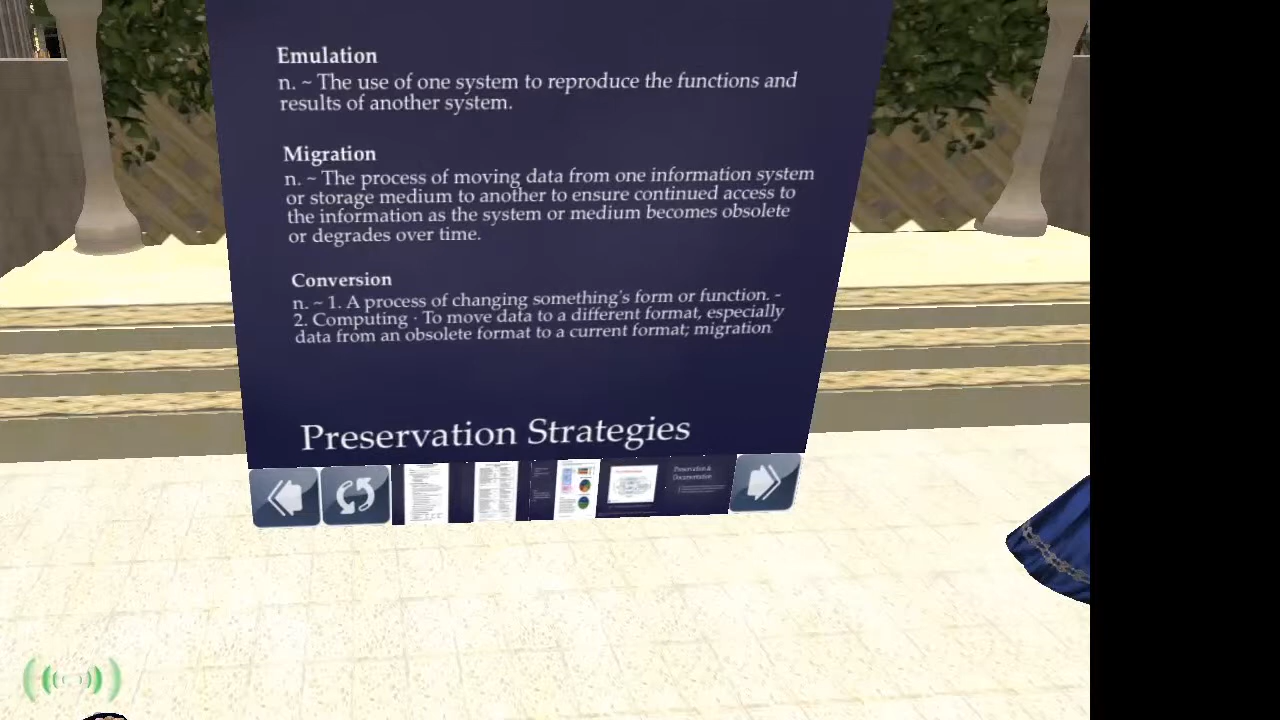 Emulation
n. ~ The use of one system to reproduce the functions and
results of another system.
Migration
n. ~ The process of moving data from one information system
or storage medium to another to ensure continued access to
the information as the system or medium becomes obsolete
or degrades over time.
Conversion
n. ~ 1. A process of changing something's form or function. -
2. Computing · To move data to a different format, especially
data from an obsolete format to a current format; migration
Preservation Strategies
Preservation &
Documentation